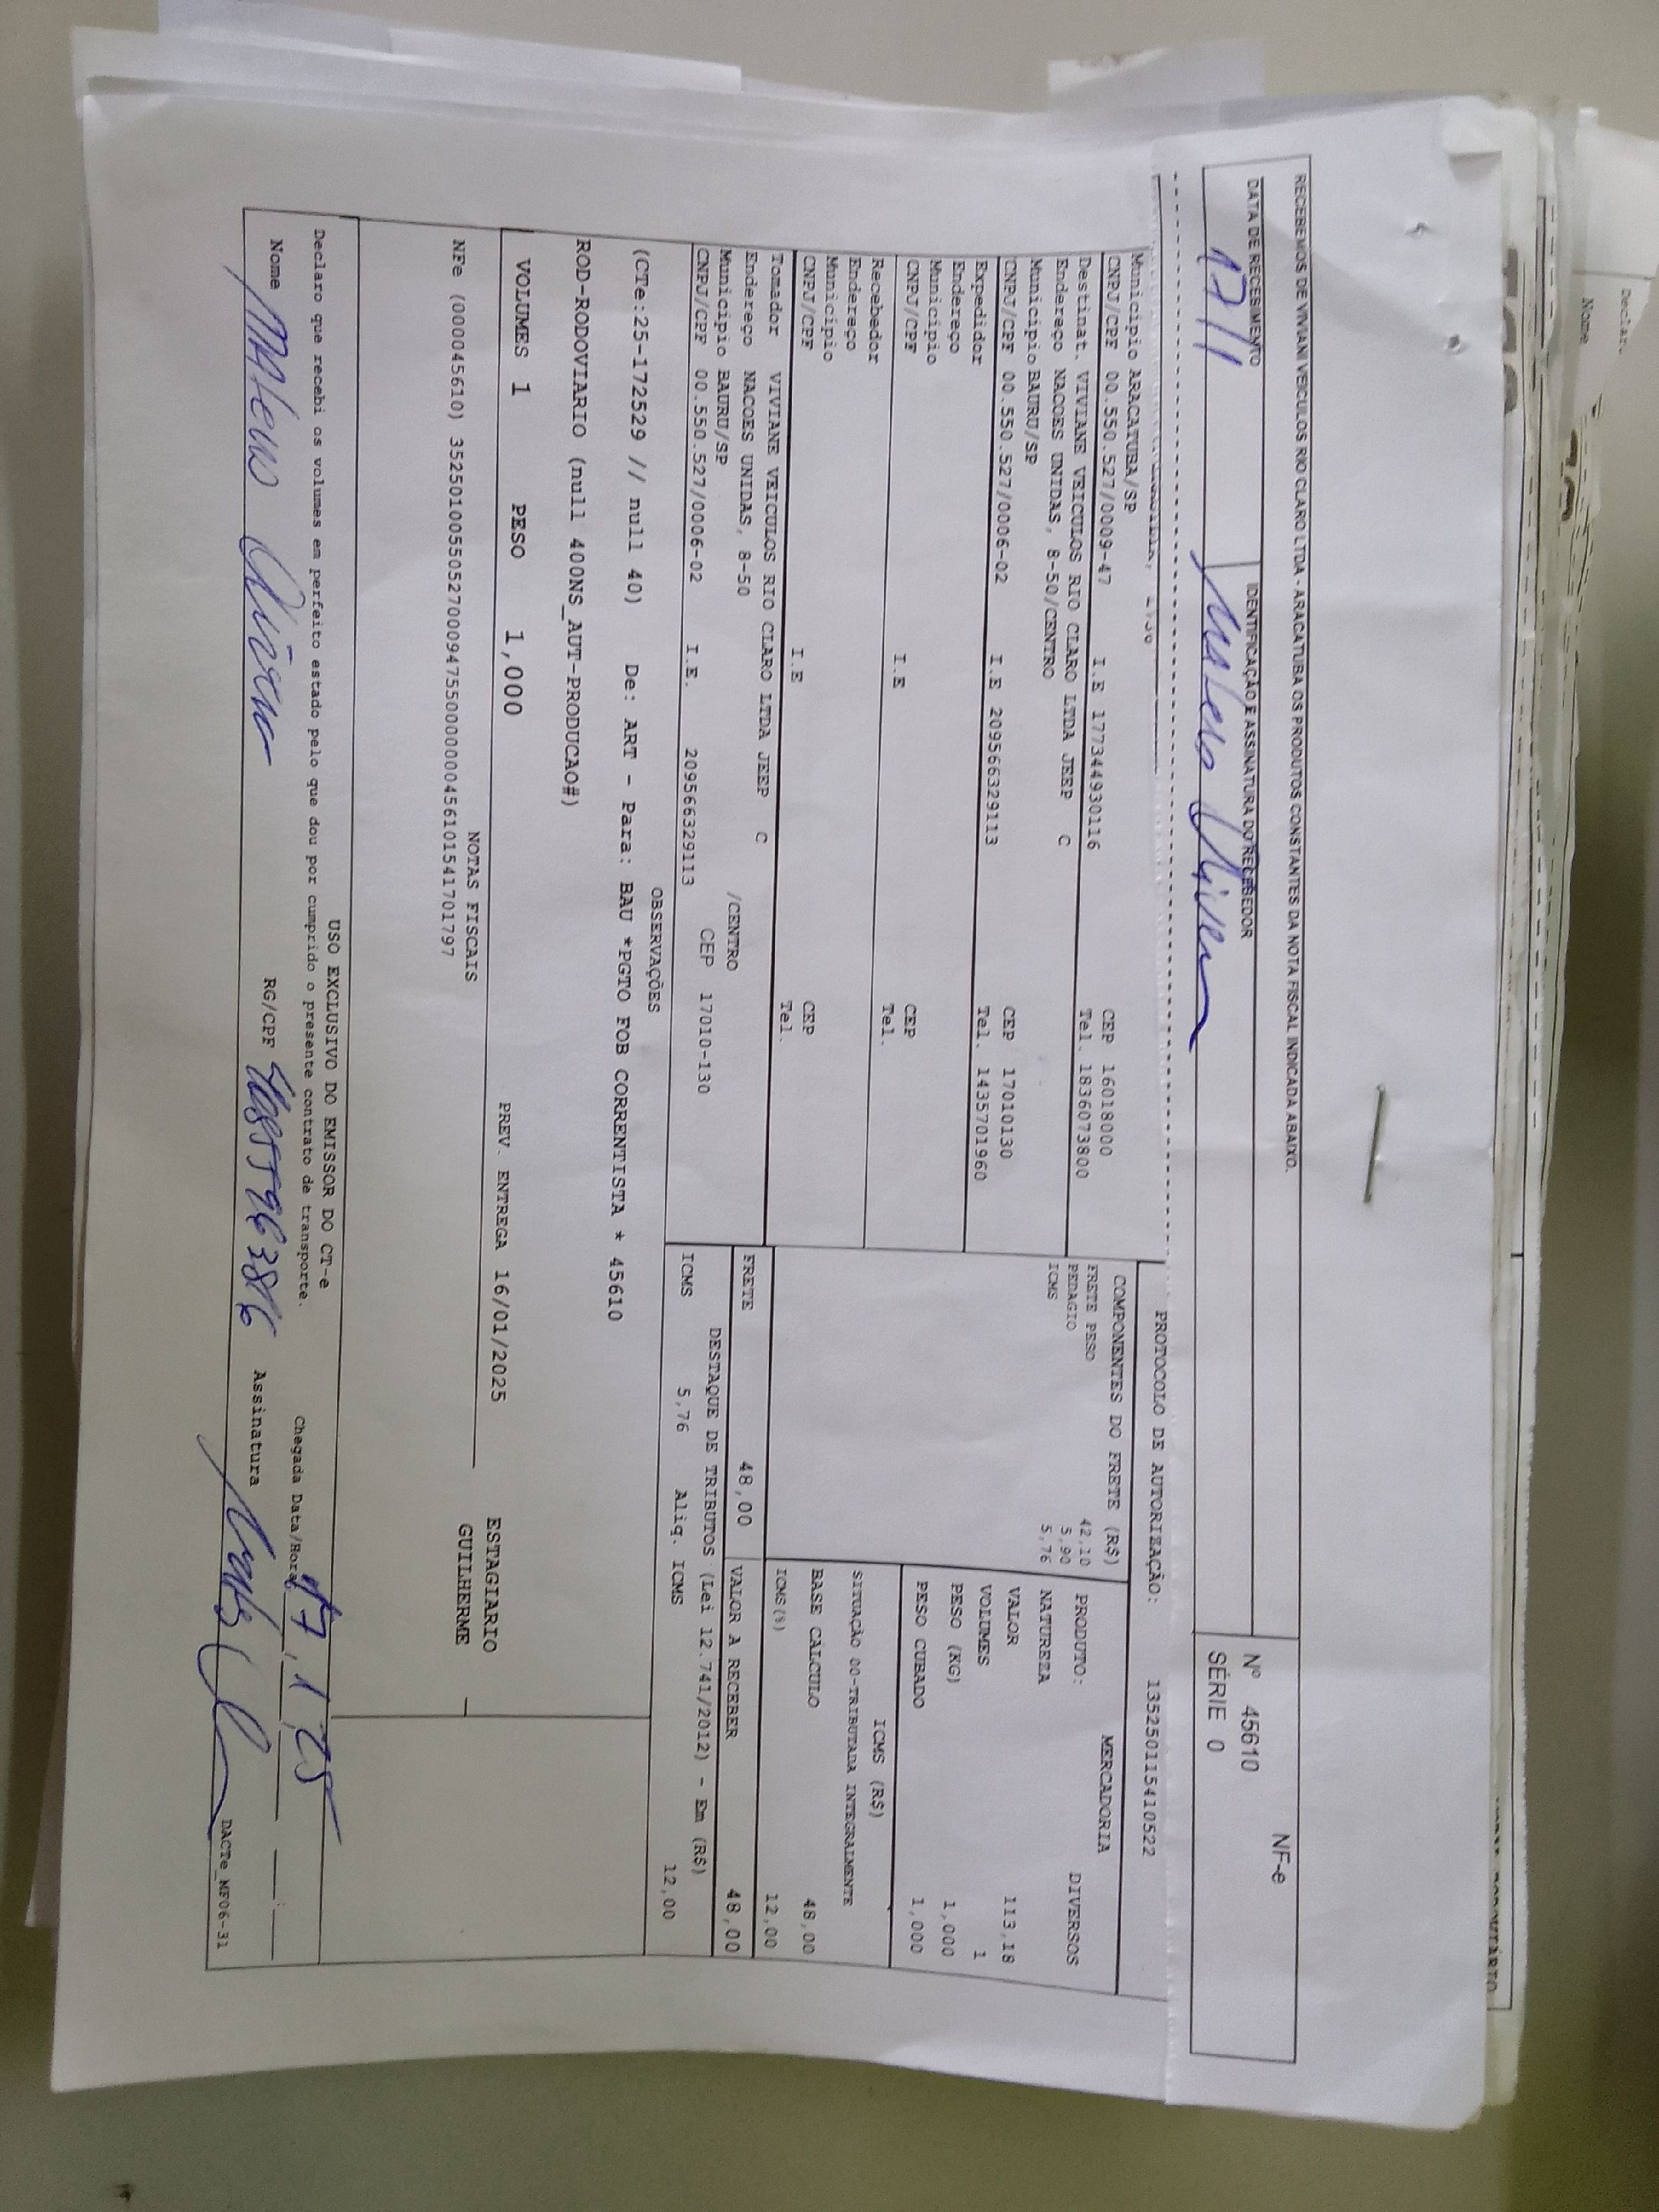 RECEBEMOS DE VIVIANI VEICULOS RIO CLARO LTDA - ARACATUBA OS PRODUTOS CONSTANTES DA NOTA FISCAL INDICADA ABAIXO.
NF-e
DATA DE RECEBIMENTO IDENTIFICAÇÃO E ASSINATURA DO RECEBEDOR Nº 45610
17/1 SÉRIE 0
PROTOCOLO DE AUTORIZAÇÃO: 135250115410522
Município ARACATUBA/SP CEP 16018000
CNPJ/CPF 00.550.527/0009-47 I.E 177344930116 Tel. 1836073800
Destinat. VIVIANE VEICULOS RIO CLARO LTDA JEEP C
Endereço NACOES UNIDAS, 8-50/CENTRO
Município BAURU/SP CEP 17010130
CNPJ/CPF 00.550.527/0006-02 I.E 209566329113 Tel. 1435701960
Expedidor
Endereço
Município CEP
CNPJ/CPF I.E Tel.
Recebedor
Endereço
Município CEP
CNPJ/CPF I.E Tel.
Tomador VIVIANE VEICULOS RIO CLARO LTDA JEEP C
Endereço NACOES UNIDAS, 8-50 /CENTRO
Município BAURU/SP CEP 17010-130
CNPJ/CPF 00.550.527/0006-02 I.E. 209566329113
COMPONENTES DO FRETE (R$)
FRETE PESO 42,10
PEDAGIO 5,90
ICMS 5,76
MERCADORIA
PRODUTO: DIVERSOS
NATUREZA
VALOR 113,18
VOLUMES 1
PESO (KG) 1,000
PESO CUBADO 1,000
ICMS (R$)
SITUAÇÃO 00-TRIBUTADA INTEGRALMENTE
BASE CÁLCULO 48,00
ICMS(%) 12,00
FRETE 48,00 VALOR A RECEBER 48,00
DESTAQUE DE TRIBUTOS (Lei 12.741/2012) - Em (R$)
ICMS 5,76 Aliq. ICMS 12,00
OBSERVAÇÕES
(CTe:25-172529 // null 40) De: ART - Para: BAU *PGTO FOB CORRENTISTA * 45610
ROD-RODOVIARIO (null 400NS_AUT-PRODUCAO#)
VOLUMES 1 PESO 1,000 PREV. ENTREGA 16/01/2025 ESTAGIARIO
GUILHERME
NOTAS FISCAIS
NFe (000045610) 35250100550527000947550000000456101541701797
USO EXCLUSIVO DO EMISSOR DO CT-e
Declaro que recebi os volumes em perfeito estado pelo que dou por cumprido o presente contrato de transporte.
Chegada Data/Hora 17/1/25
Nome RG/CPF Assinatura
DACTe_MF06-31
Declar.
Nome